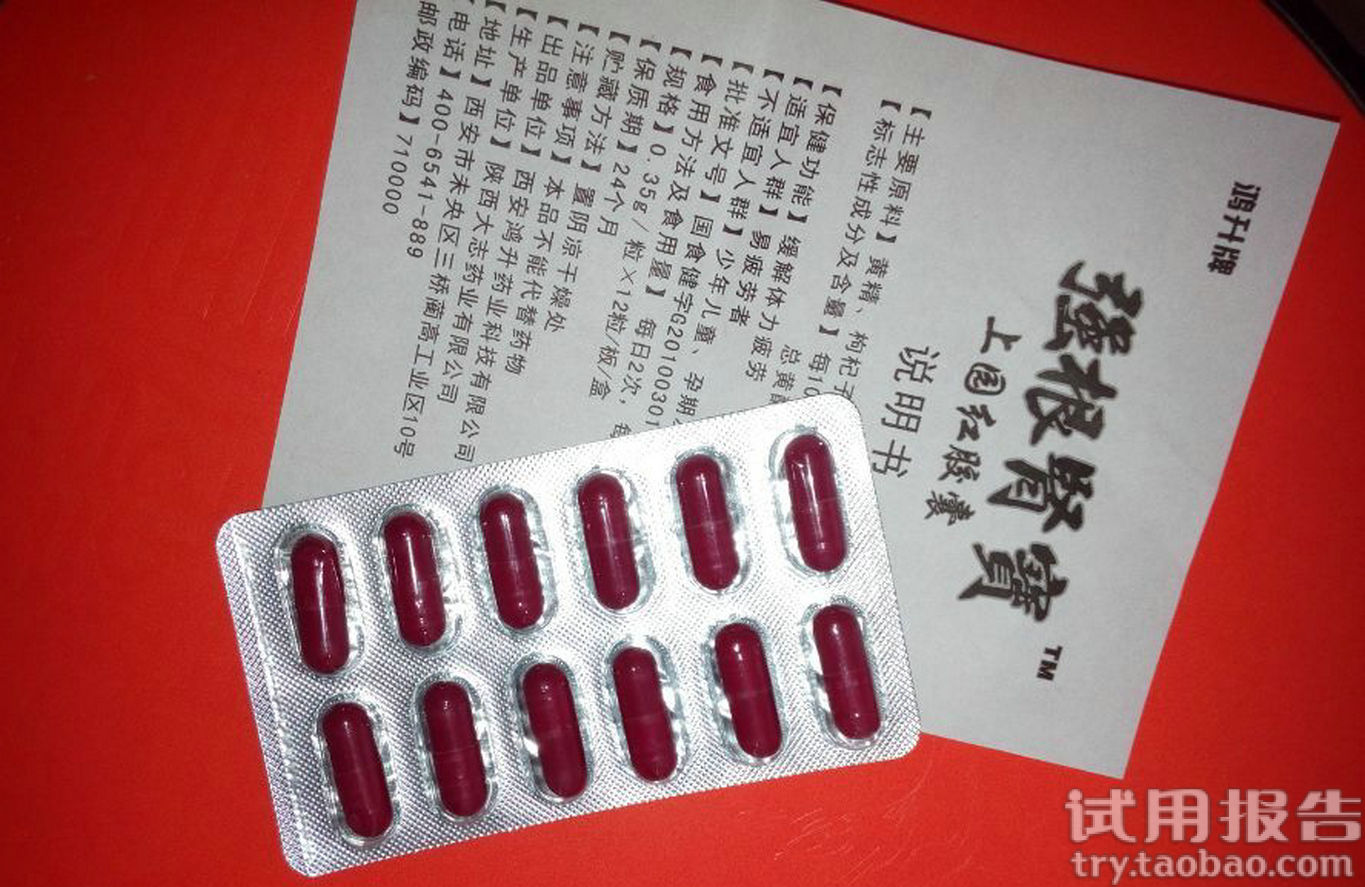 鸿升牌
强根肾宝™
上图红胶囊
说明书
【主要原料】黄精、枸杞子
【标志性成分及含量】每10
总黄
【保健功能】缓解体力疲劳
【适宜人群】易疲劳者
【不适宜人群】少年儿童、孕期
【批准文号】国食健字G20100301
【食用方法及食用量】每日2次，每
【规格】0.35g/粒×12粒/板/盒
【保质期】24个月
【贮藏方法】置阴凉干燥处
【注意事项】本品不能代替药物
【出品单位】西安鸿升药业科技有限公司
【生产单位】陕西大志药业有限公司
【地址】西安市未央区三桥蔺高工业区10号
【电话】400-6541-889
邮政编码】710000
试用报告
try.taobao.com